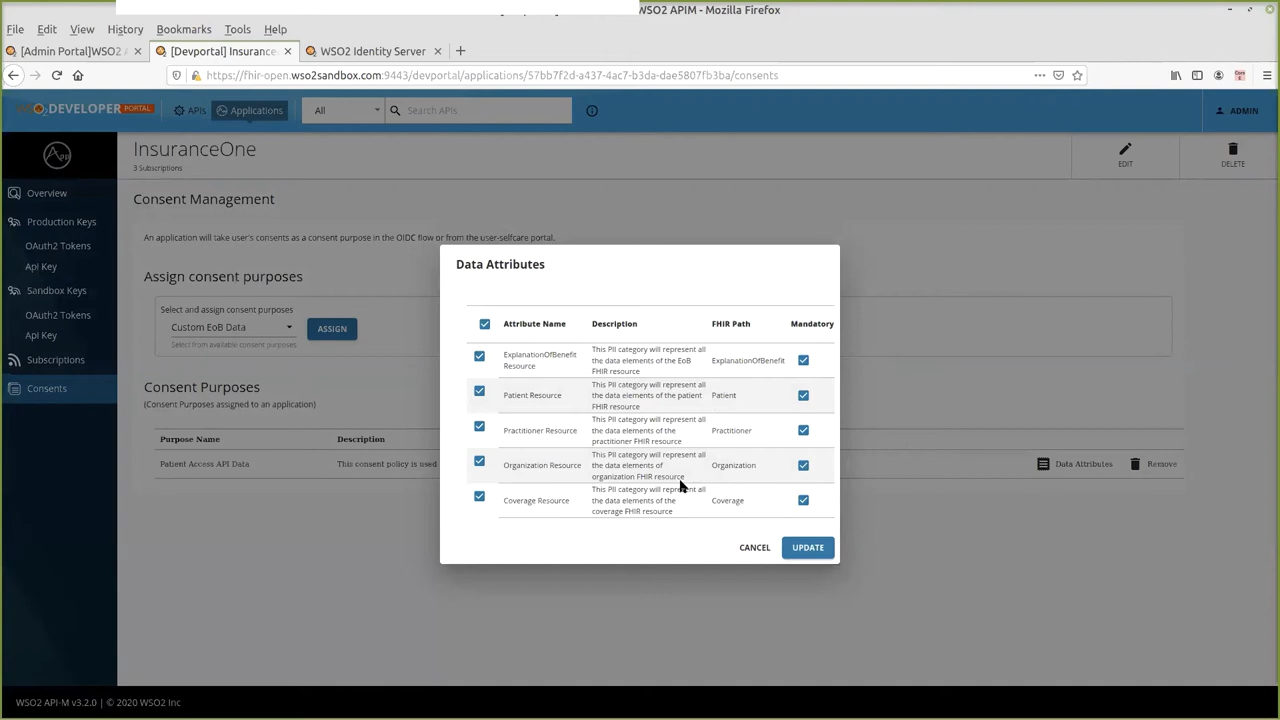 WSO2 APIM - Mozilla Firefox
File Edit View History Bookmarks Tools Help
[Admin Portal]WSO2 [Devportal] Insurance WSO2 Identity Server
https://fhir-open.wso2sandbox.com:9443/devportal/applications/57bb7f2d-a437-4ac7-b3da-dae5807fb3ba/consents
DEVELOPER PORTAL APIs Applications All Search APIs ADMIN
App
InsuranceOne
3 Subscriptions
EDIT DELETE
Overview
Production Keys
OAuth2 Tokens
Api Key
Sandbox Keys
OAuth2 Tokens
Api Key
Subscriptions
Consents
Consent Management
An application will take user's consents as a consent purpose in the OIDC flow or from the user-selfcare portal.
Assign consent purposes
Select and assign consent purposes
Custom EoB Data ASSIGN
Select from available consent purposes
Consent Purposes
(Consent Purposes assigned to an application)
Purpose Name Description
Patient Access API Data This consent policy is used Data Attributes Remove
Data Attributes
Attribute Name Description FHIR Path Mandatory
ExplanationOfBenefit Resource This PII category will represent all the data elements of the EoB FHIR resource ExplanationOfBenefit
Patient Resource This PII category will represent all the data elements of the patient FHIR resource Patient
Practitioner Resource This PII category will represent all the data elements of the practitioner FHIR resource Practitioner
Organization Resource This PII category will represent all the data elements of organization FHIR resource Organization
Coverage Resource This PII category will represent all the data elements of the coverage FHIR resource Coverage
CANCEL UPDATE
WSO2 API-M v3.2.0 | © 2020 WSO2 Inc